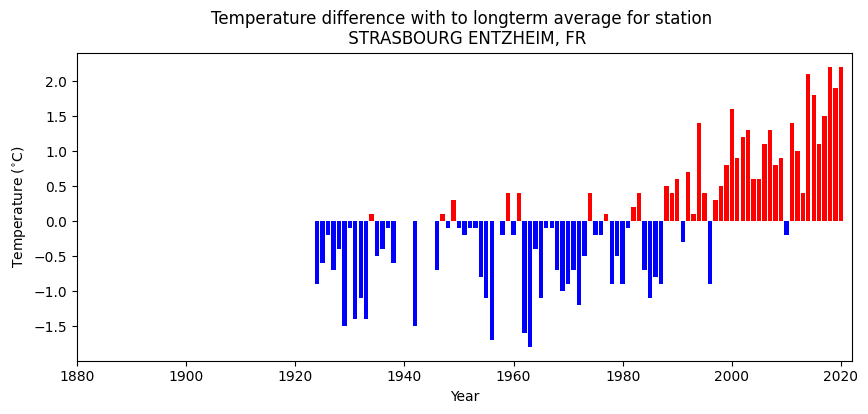 Temperature difference with to longterm average for station
STRASBOURG ENTZHEIM, FR
Temperature (°C)
2.0
1.5
1.0
0.5
0.0
−0.5
−1.0
−1.5
1880 1900 1920 1940 1960 1980 2000 2020
Year